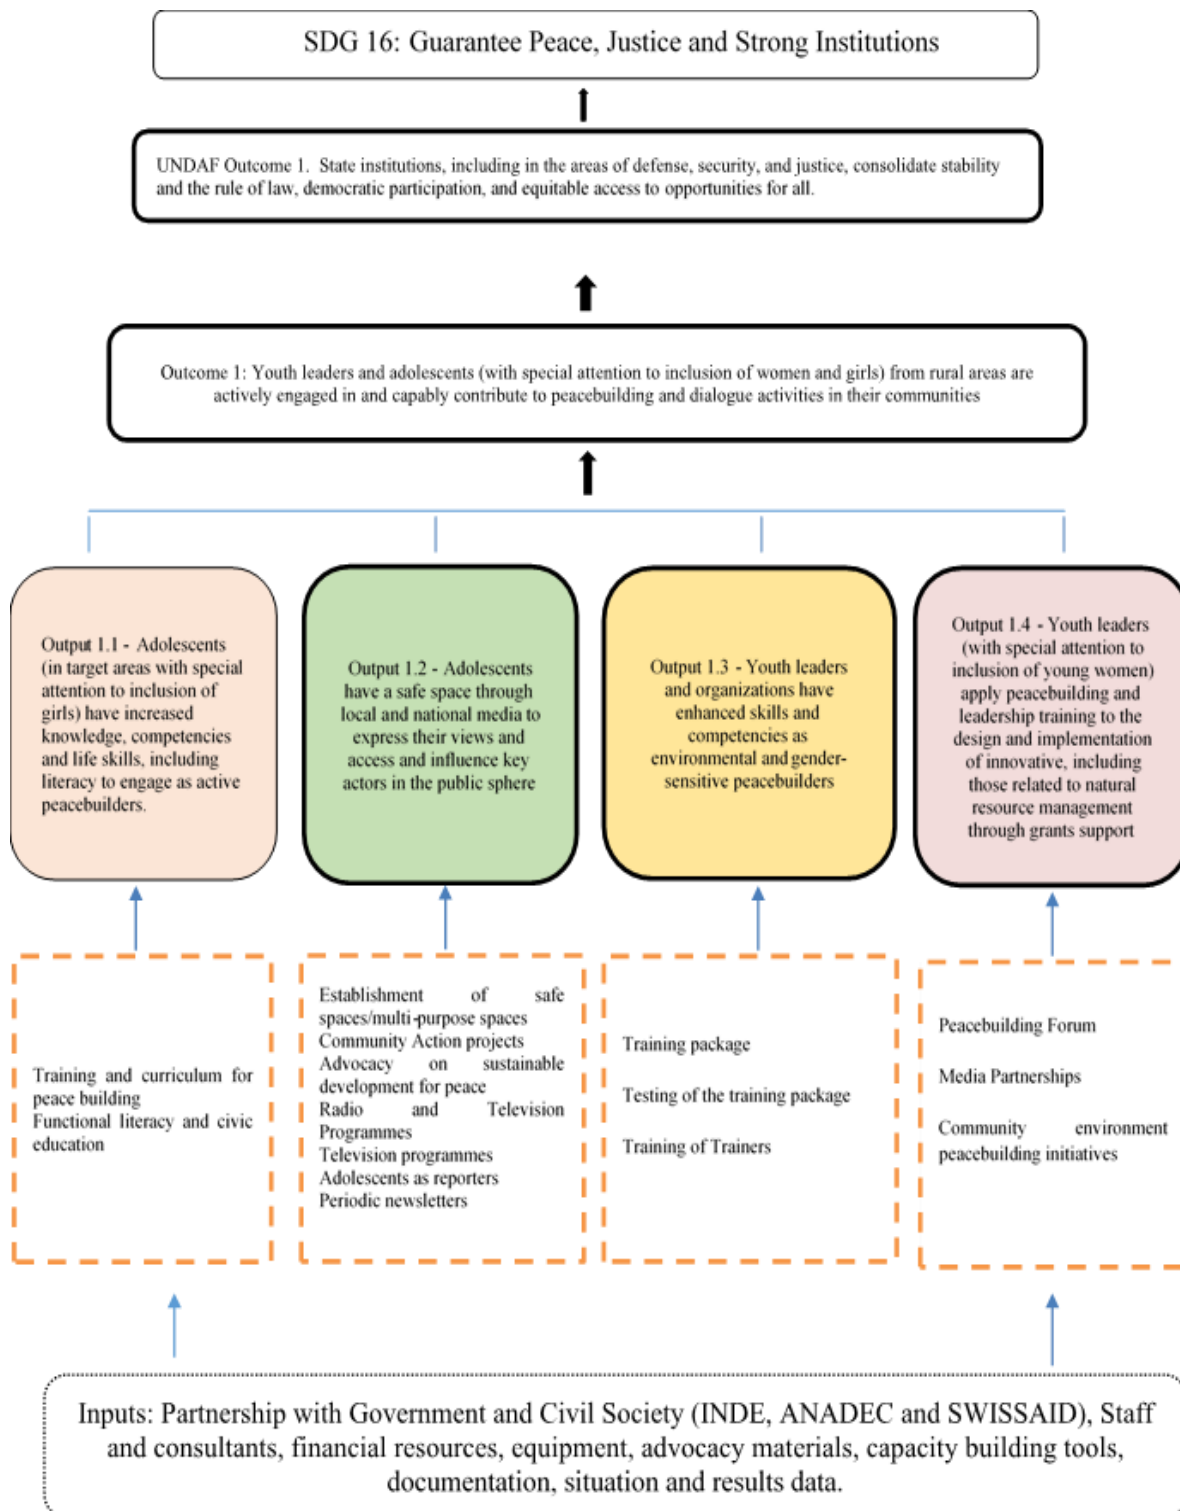 SDG 16: Guarantee Peace, Justice and Strong Institutions
UNDAF Outcome 1. State institutions, including in the areas of defense, security, and justice, consolidate stability
and the rule of law, democratic participation, and equitable access to opportunities for all.
Outcome 1: Youth leaders and adolescents (with special attention to inclusion of women and girls) from rural areas are
actively engaged in and capably contribute to peacebuilding and dialogue activities in their communities
Output 1.1 - Adolescents
(in target areas with special
attention to inclusion of
girls) have increased
knowledge, competencies
and life skills, including
literacy to engage as active
peacebuilders.
Output 1.2 - Adolescents
have a safe space through
local and national media to
express their views and
access and influence key
actors in the public sphere
Output 1.3 - Youth leaders
and organizations have
enhanced skills and
competencies as
environmental and gender-
sensitive peacebuilders
Output 1.4 - Youth leaders
(with special attention to
inclusion of young women)
apply peacebuilding and
leadership training to the
design and implementation
of innovative, including
those related to natural
resource management
through grants support
Training and curriculum for
peace building
Functional literacy and civic
education
Establishment of safe
spaces/multi-purpose spaces
Community Action projects
Advocacy on sustainable
development for peace
Radio and Television
Programmes
Television programmes
Adolescents as reporters
Periodic newsletters
Training package
Testing of the training package
Training of Trainers
Peacebuilding Forum
Media Partnerships
Community environment
peacebuilding initiatives
Inputs: Partnership with Government and Civil Society (INDE, ANADEC and SWISSAID), Staff
and consultants, financial resources, equipment, advocacy materials, capacity building tools,
documentation, situation and results data.